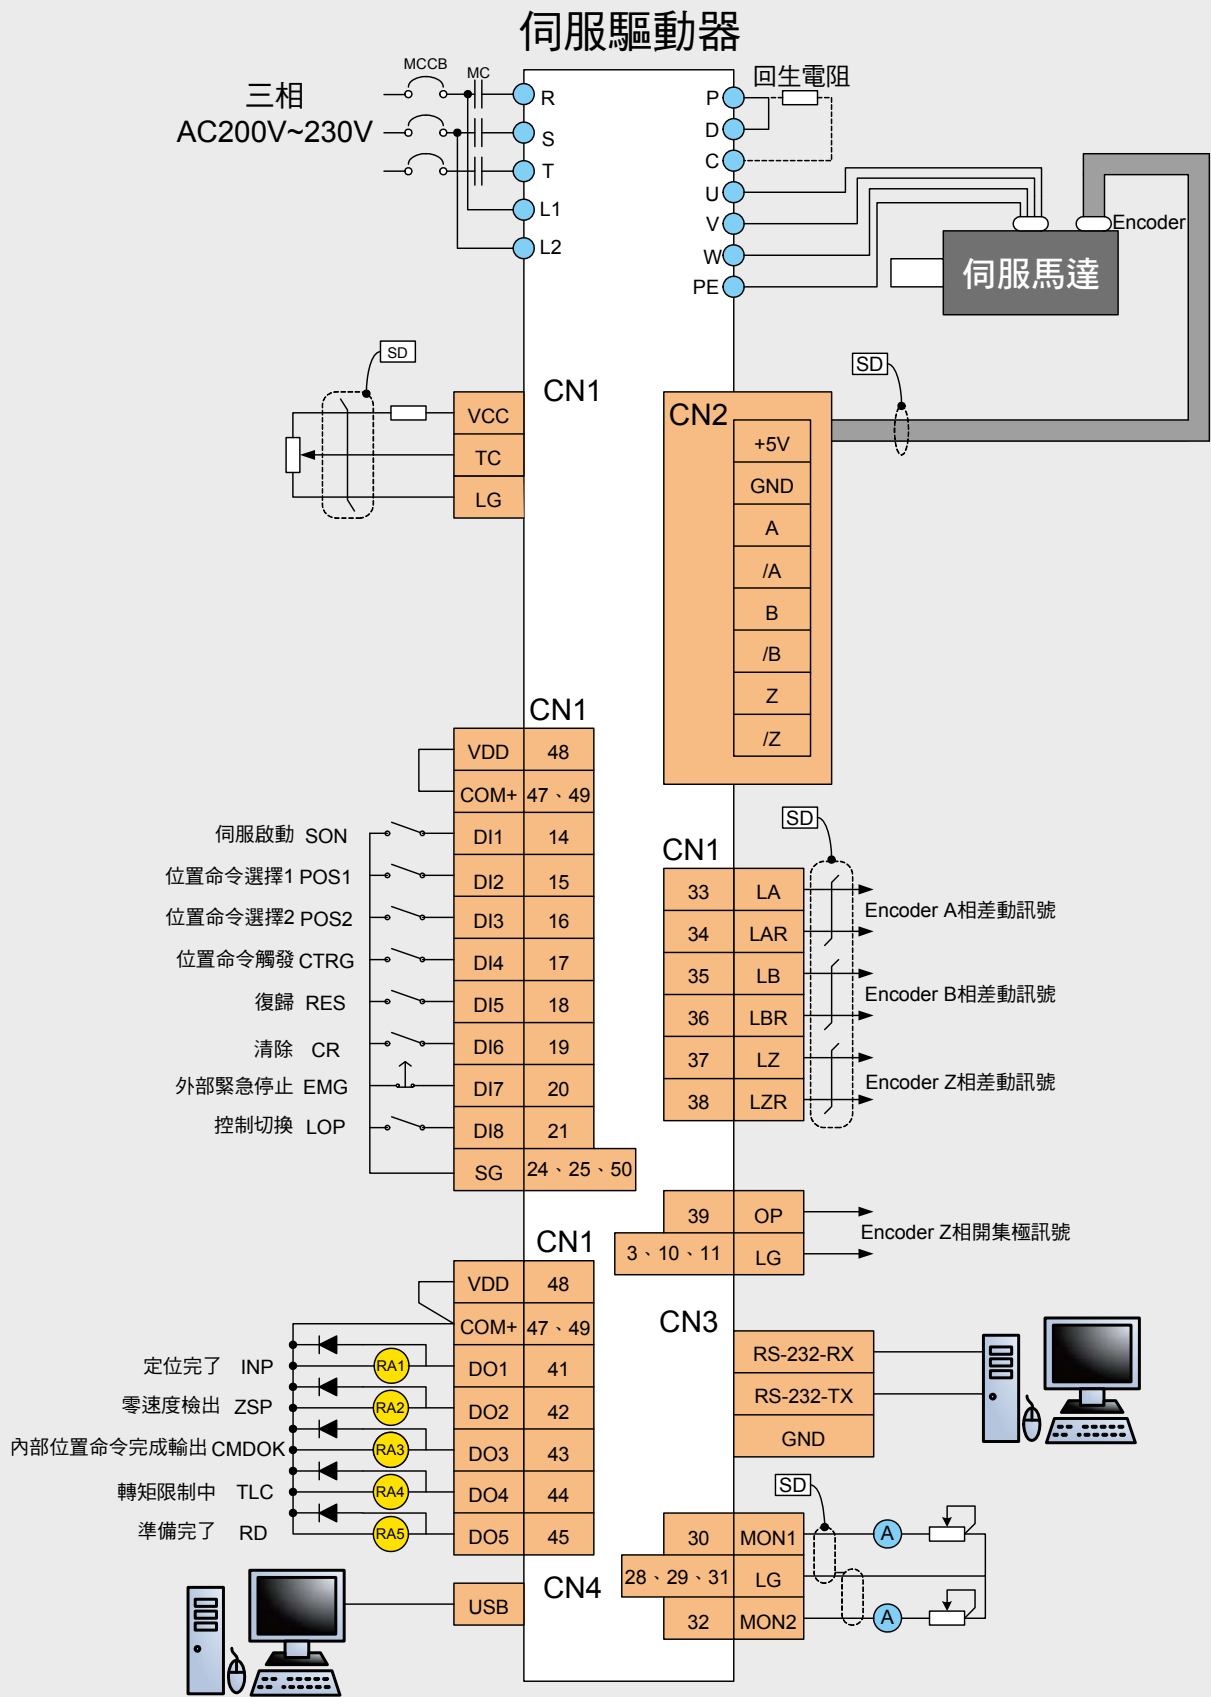 伺服驅動器
MCCB
MC
三相
AC200V~230V
R
S
T
L1
L2
回生電阻
P
D
C
U
V
W
PE
Encoder
伺服馬達
SD
CN1
VCC
TC
LG
SD
CN2
+5V
GND
A
/A
B
/B
Z
/Z
CN1
VDD 48
COM+ 47、49
伺服啟動 SON DI1 14
位置命令選擇1 POS1 DI2 15
位置命令選擇2 POS2 DI3 16
位置命令觸發 CTRG DI4 17
復歸 RES DI5 18
清除 CR DI6 19
外部緊急停止 EMG DI7 20
控制切換 LOP DI8 21
SG 24、25、50
SD
CN1
33 LA
34 LAR
Encoder A相差動訊號
35 LB
36 LBR
Encoder B相差動訊號
37 LZ
38 LZR
Encoder Z相差動訊號
39 OP
3、10、11 LG
Encoder Z相開集極訊號
CN1
VDD 48
COM+ 47、49
定位完了 INP RA1 DO1 41
零速度檢出 ZSP RA2 DO2 42
內部位置命令完成輸出 CMDOK RA3 DO3 43
轉矩限制中 TLC RA4 DO4 44
準備完了 RD RA5 DO5 45
CN3
RS-232-RX
RS-232-TX
GND
SD
30 MON1 A
28、29、31 LG
32 MON2 A
CN4
USB